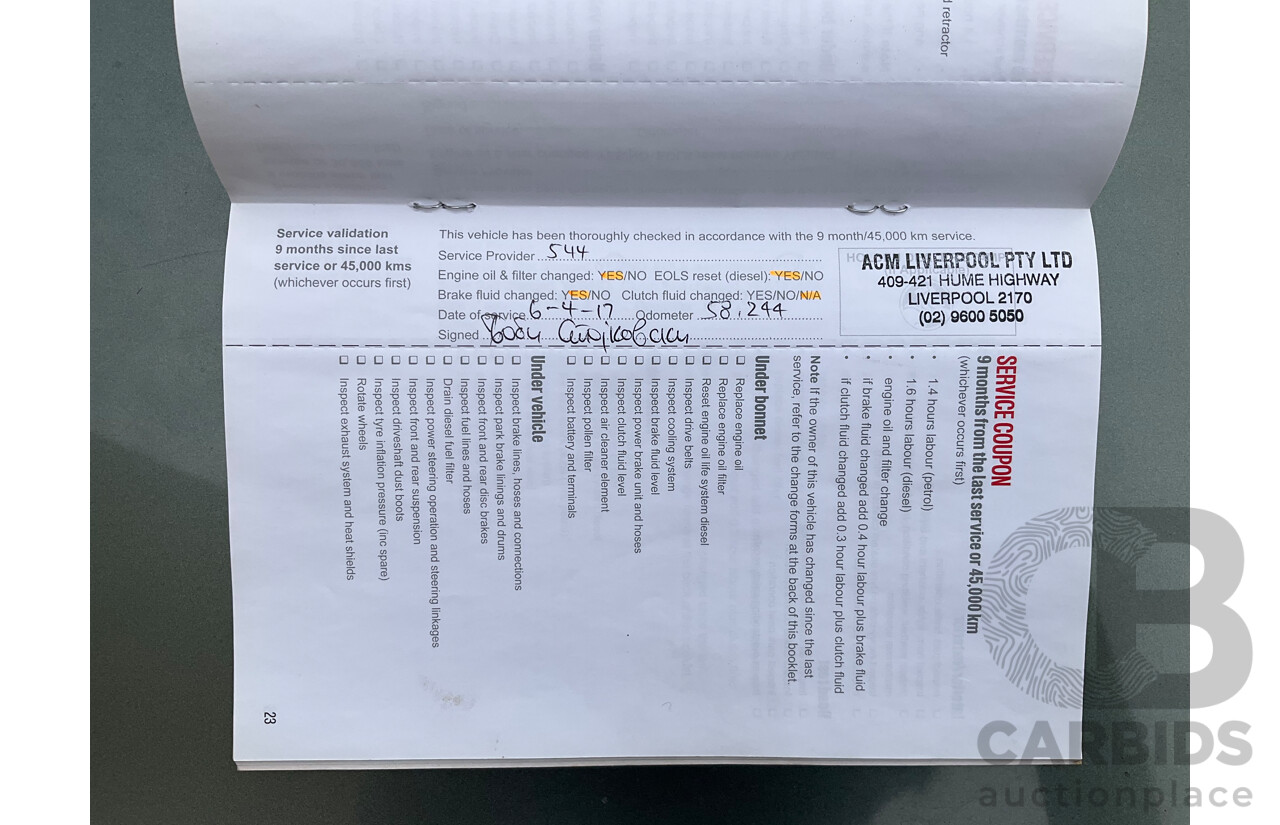 d retractor
Service validation
9 months since last
service or 45,000 kms
(whichever occurs first)
This vehicle has been thoroughly checked in accordance with the 9 month/45,000 km service.
Service Provider 544
Engine oil & filter changed: YES/NO EOLS reset (diesel): YES/NO
Brake fluid changed: YES/NO Clutch fluid changed: YES/NO/N/A
Date of service 6-4-17 Odometer 58,244
Signed
ACM LIVERPOOL PTY LTD
409-421 HUME HIGHWAY
LIVERPOOL 2170
(02) 9600 5050
SERVICE COUPON
9 months from the last service or 45,000 km
(whichever occurs first)
• 1.4 hours labour (petrol)
• 1.6 hours labour (diesel)
• engine oil and filter change
• if brake fluid changed add 0.4 hour labour plus brake fluid
• if clutch fluid changed add 0.3 hour labour plus clutch fluid
Note If the owner of this vehicle has changed since the last
service, refer to the change forms at the back of this booklet.
Under bonnet
Replace engine oil
Replace engine oil filter
Reset engine oil life system diesel
Inspect drive belts
Inspect cooling system
Inspect brake fluid level
Inspect power brake unit and hoses
Inspect clutch fluid level
Inspect air cleaner element
Inspect pollen filter
Inspect battery and terminals
Under vehicle
Inspect brake lines, hoses and connections
Inspect park brake linings and drums
Inspect front and rear disc brakes
Inspect fuel lines and hoses
Drain diesel fuel filter
Inspect power steering operation and steering linkages
Inspect front and rear suspension
Inspect driveshaft dust boots
Inspect tyre inflation pressure (inc spare)
Rotate wheels
Inspect exhaust system and heat shields
23
CB
CARBIDS
auctionplace